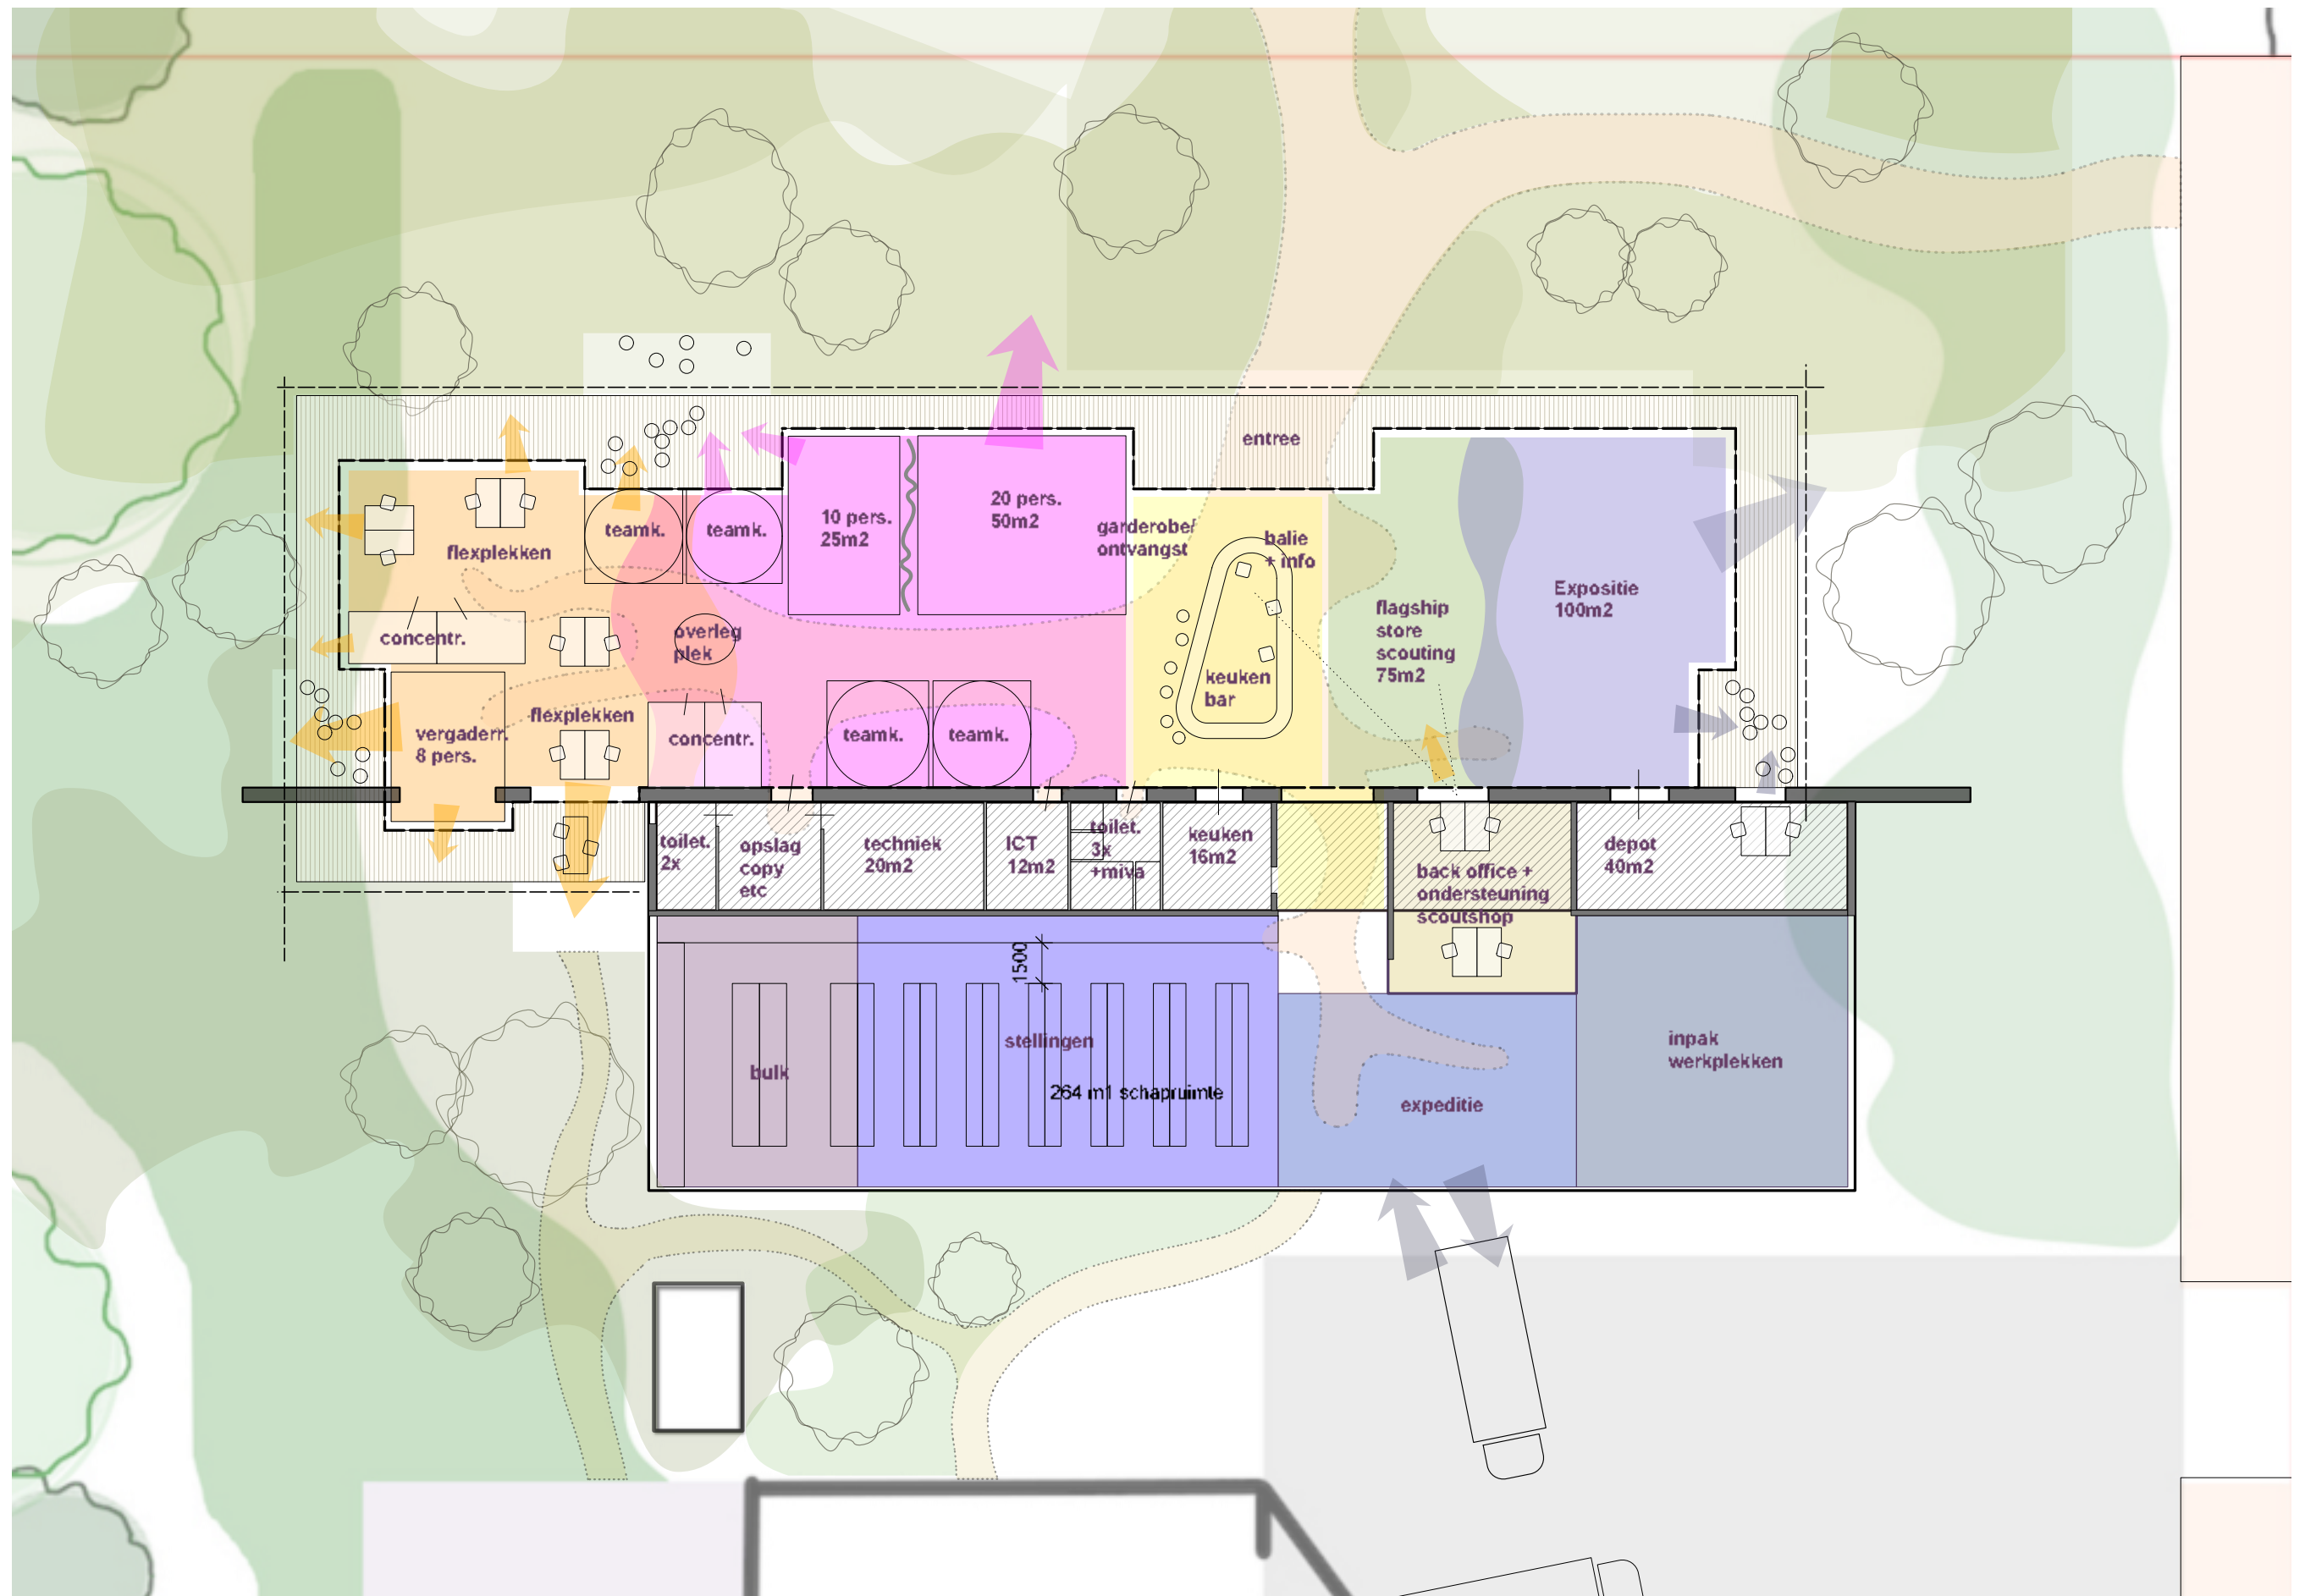 entree
teamk.
teamk.
10 pers.
25m2
20 pers.
50m2
garderobe/
ontvangst
balie
+ info
flexplekken
Expositie
100m2
flagship
store
scouting
75m2
concentr.
overleg
plek
keuken
bar
flexplekken
vergaderr.
8 pers.
concentr.
teamk.
teamk.
toilet.
2x
opslag
copy
etc
techniek
20m2
ICT
12m2
toilet.
3x
+miva
keuken
16m2
back office +
ondersteuning
scoutshop
depot
40m2
1500
stellingen
bulk
264 m1 schapruimte
expeditie
inpak
werkplekken